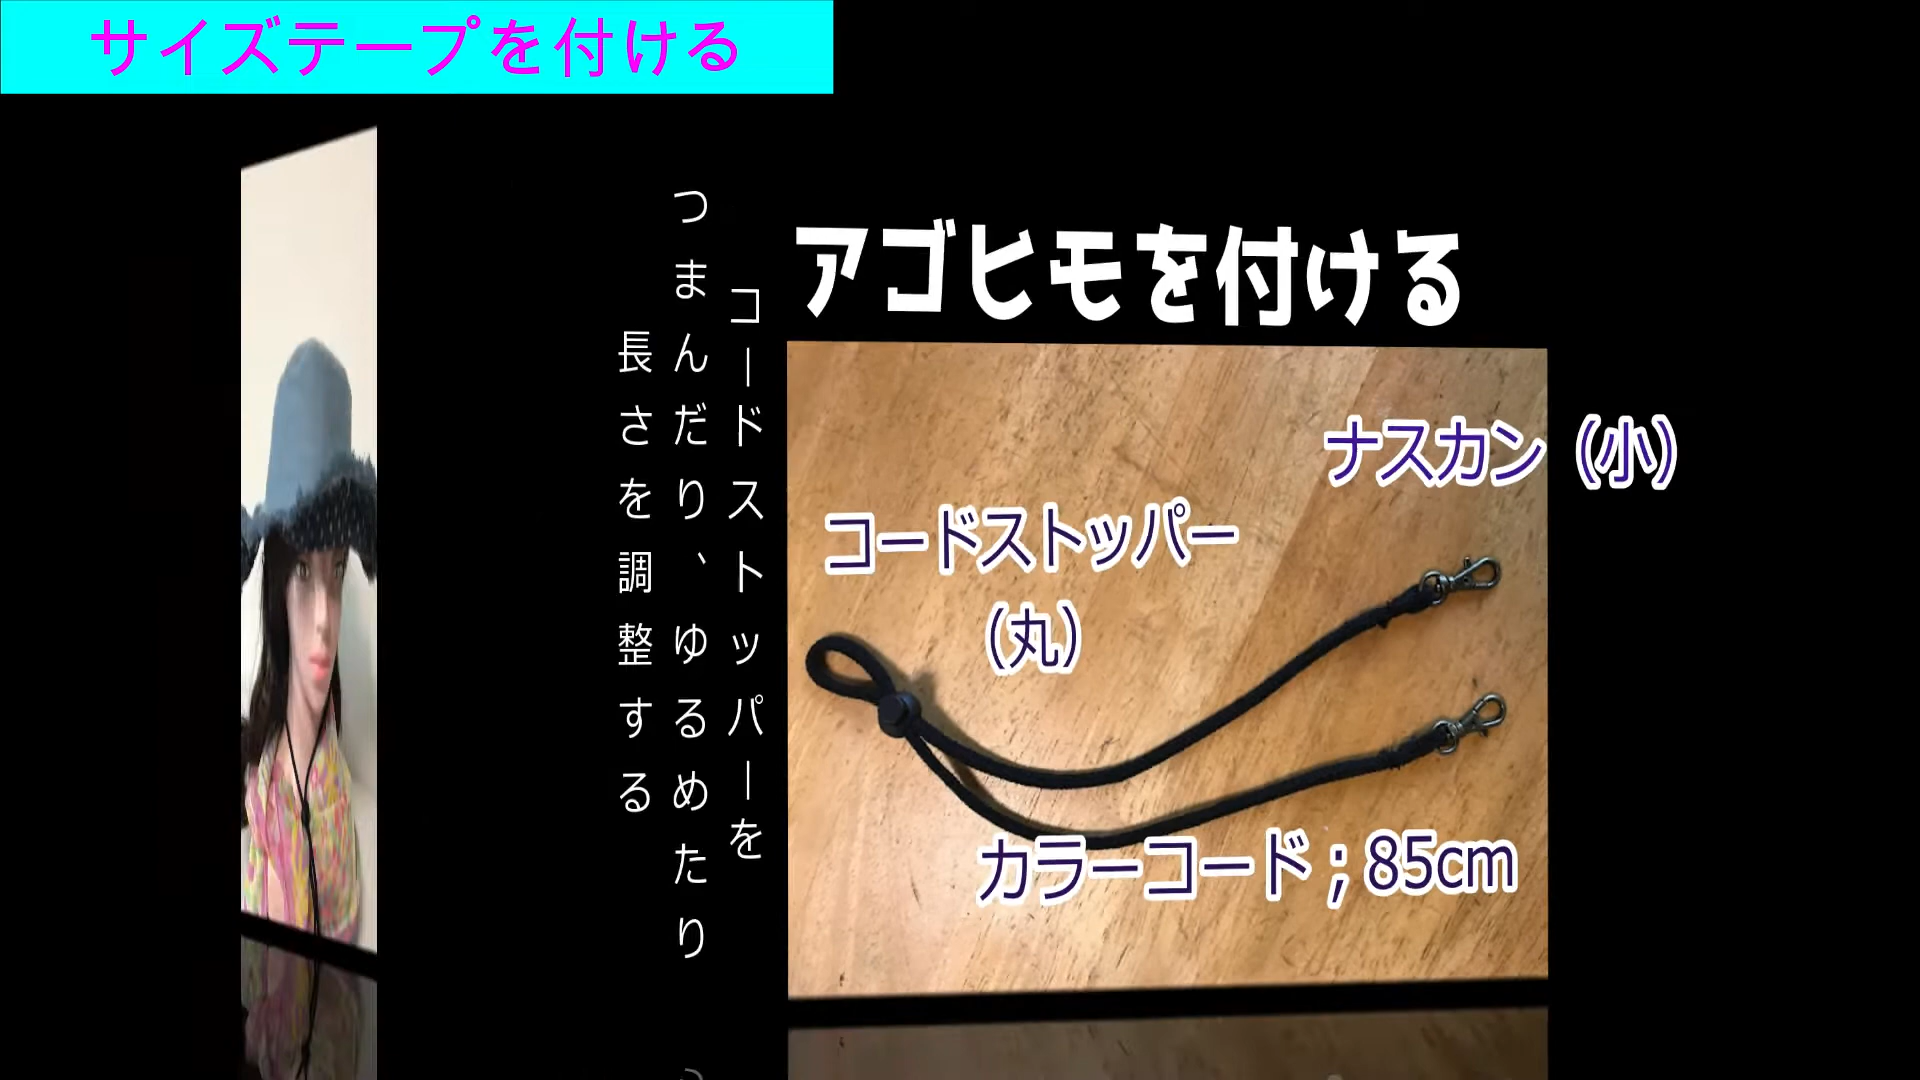 サイズテープを付ける
アゴヒモを付ける
コードストッパーを
つまんだり、ゆるめたり
長さを調整する
ナスカン（小）
コードストッパー
（丸）
カラーコード；85cm